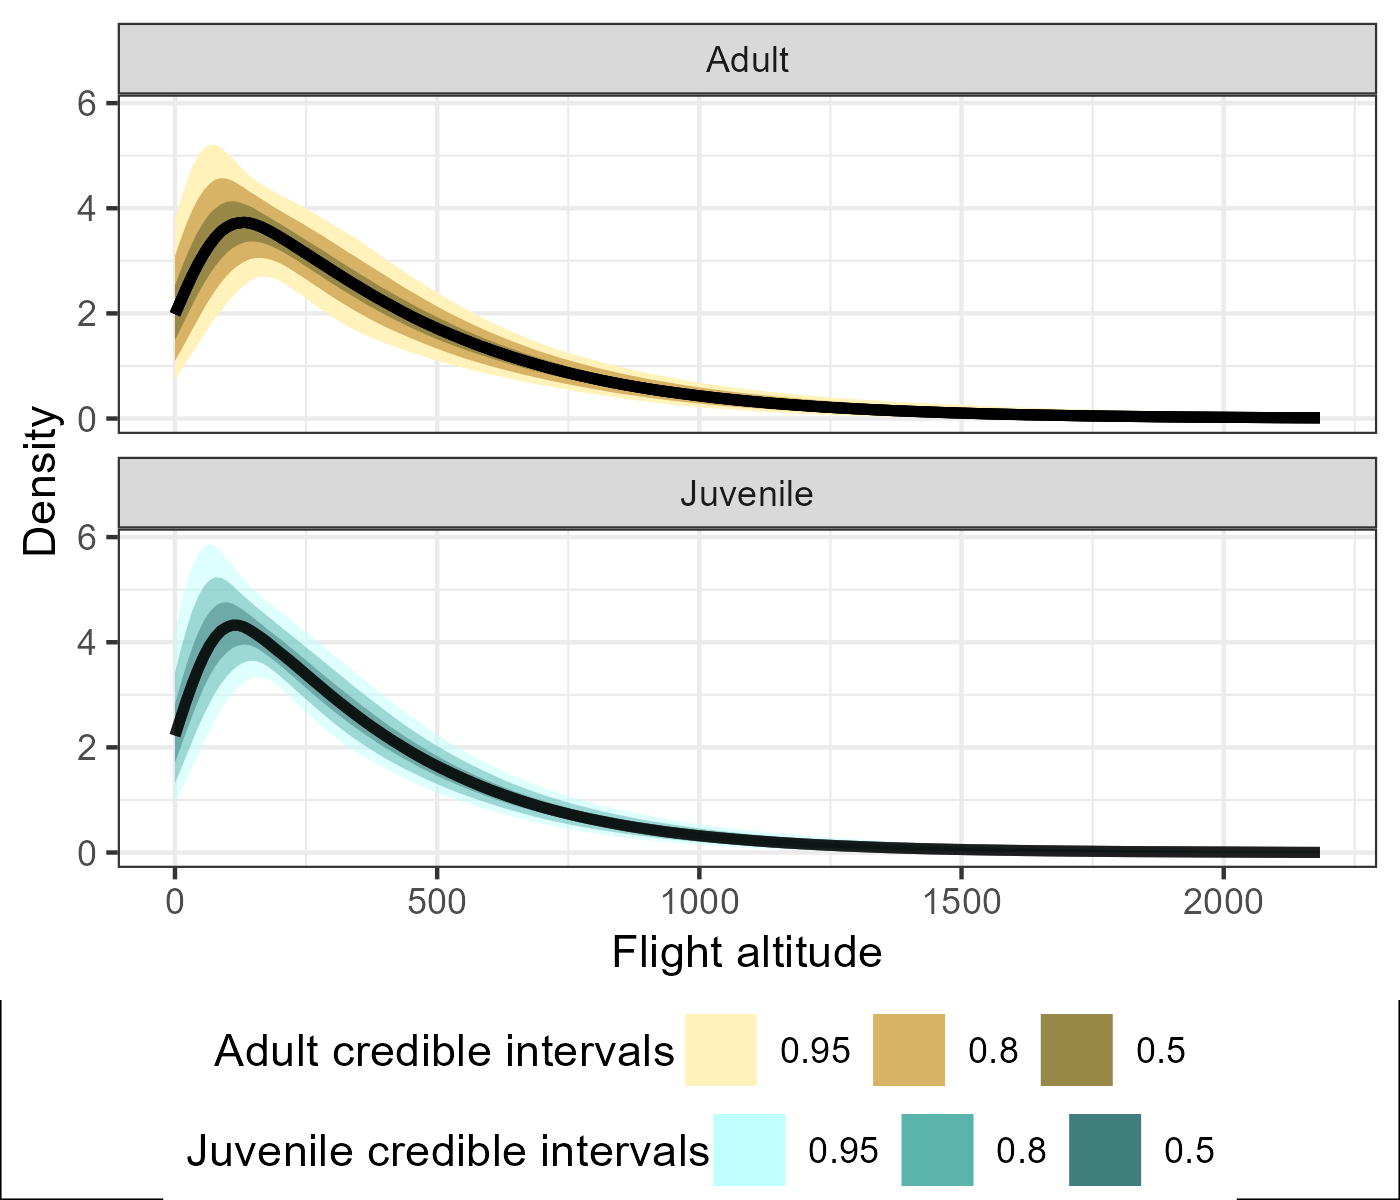 Adult
6
4
2
0
Density
Juvenile
6
4
2
0
0 500 1000 1500 2000
Flight altitude
Adult credible intervals 0.95 0.8 0.5
Juvenile credible intervals 0.95 0.8 0.5